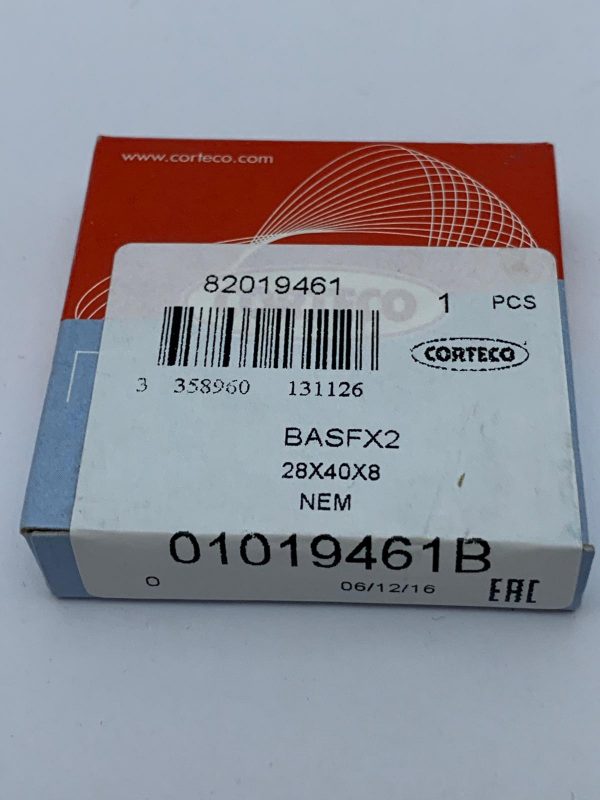 www.corteco.com
82019461
CORTECO
1 PCS
CORTECO
3 358960 131126
BASFX2
28X40X8
NEM
01019461B
0 06/12/16 EAC